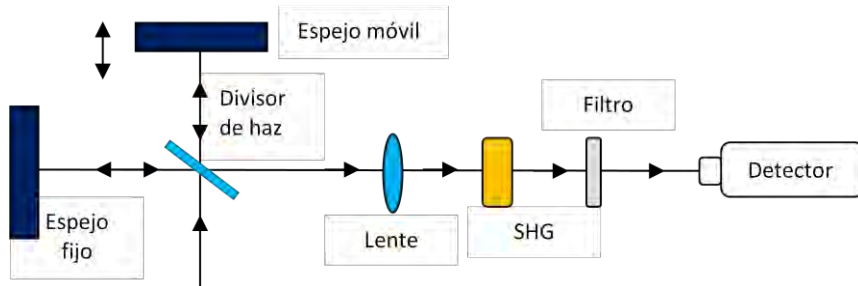 Espejo móvil
Divisor
de haz
Filtro
Detector
Espejo
fijo
Lente
SHG